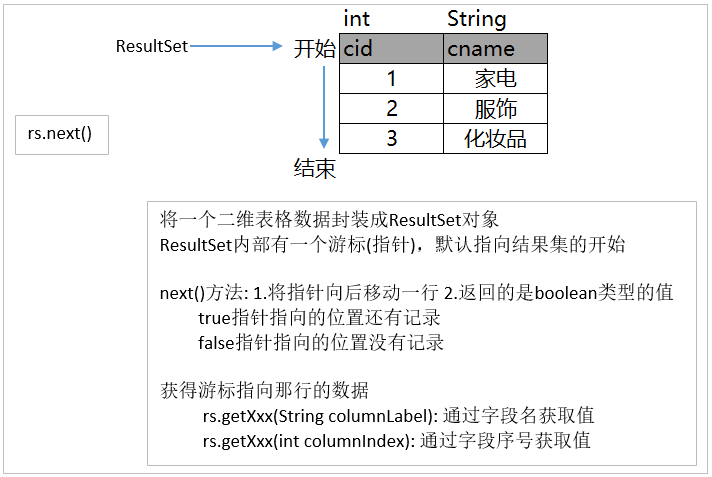 int String
ResultSet 开始 cid cname
1 家电
2 服饰
rs.next()
3 化妆品
结束
将一个二维表格数据封装成ResultSet对象
ResultSet内部有一个游标(指针)，默认指向结果集的开始
next()方法: 1.将指针向后移动一行 2.返回的是boolean类型的值
true指针指向的位置还有记录
false指针指向的位置没有记录
获得游标指向那行的数据
rs.getXxx(String columnLabel): 通过字段名获取值
rs.getXxx(int columnIndex): 通过字段序号获取值